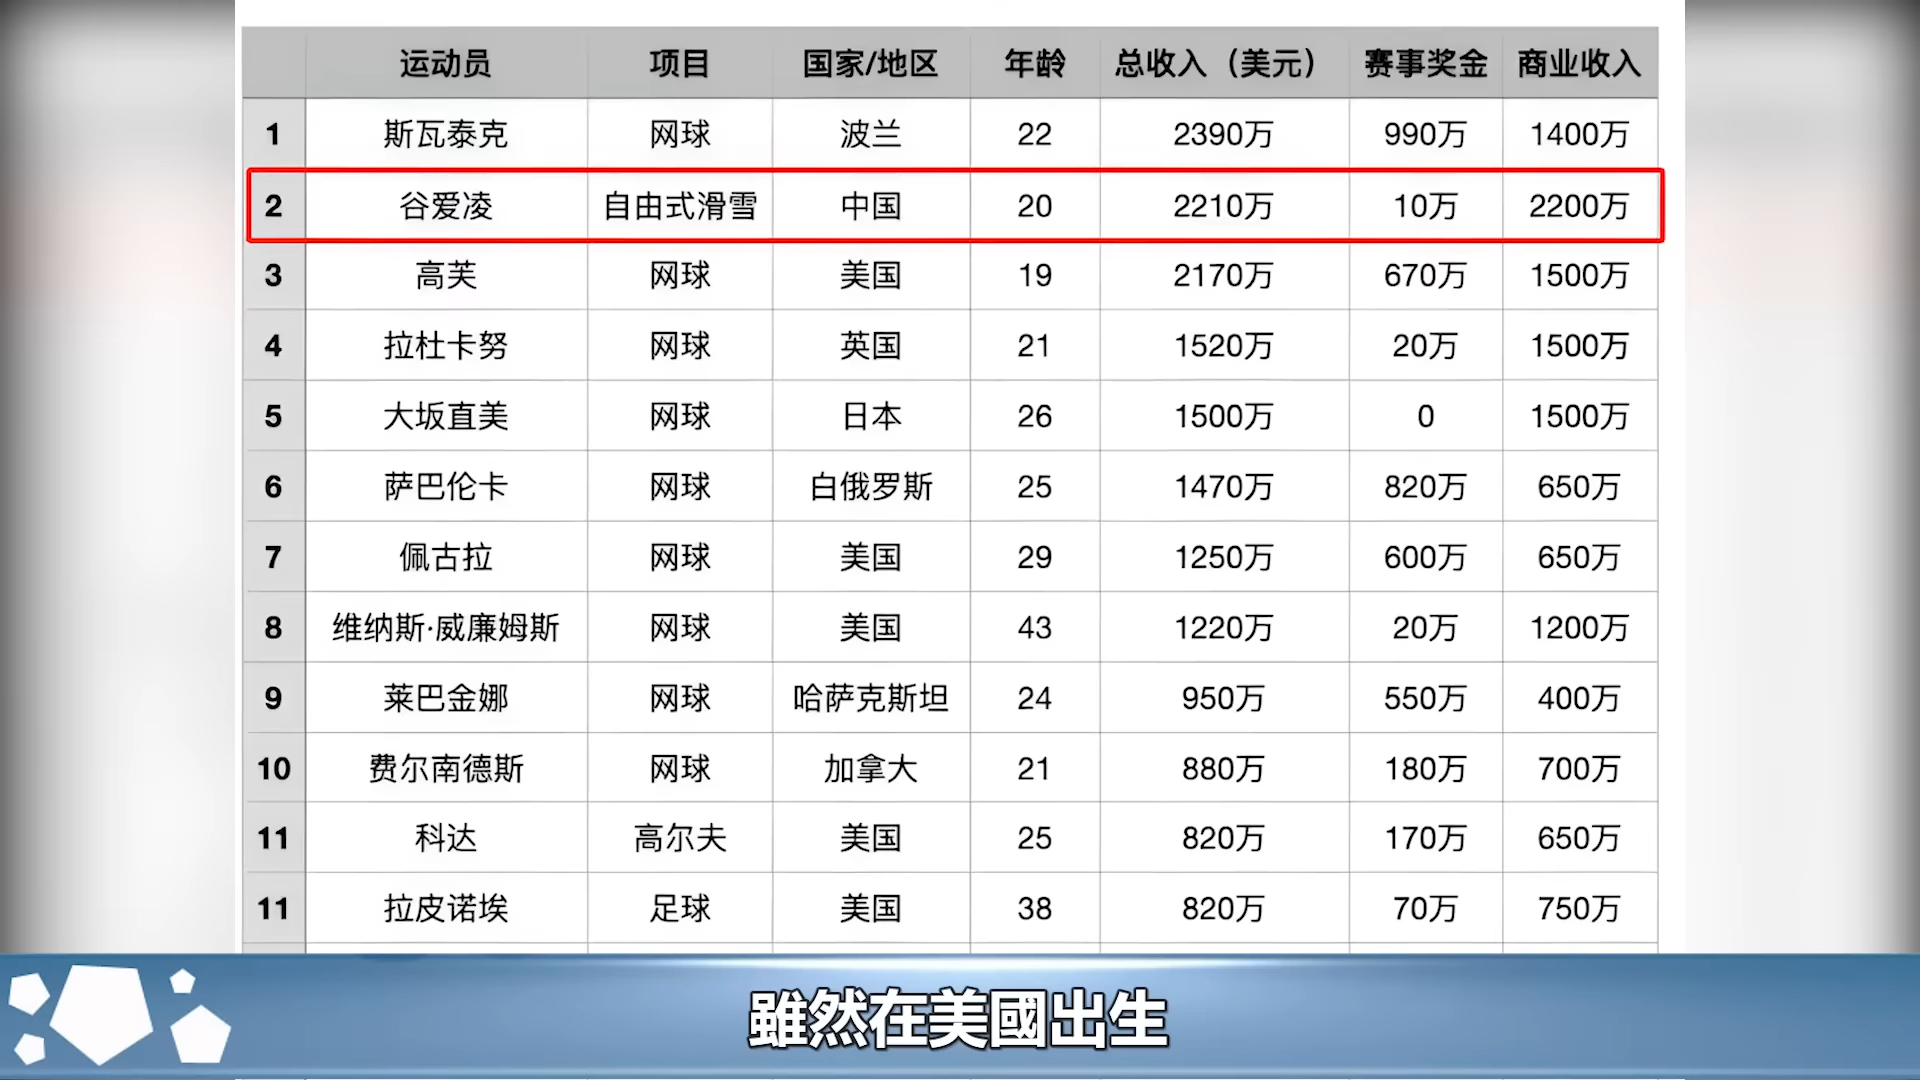 运动员 项目 国家/地区 年龄 总收入（美元） 赛事奖金 商业收入
1 斯瓦泰克 网球 波兰 22 2390万 990万 1400万
2 谷爱凌 自由式滑雪 中国 20 2210万 10万 2200万
3 高芙 网球 美国 19 2170万 670万 1500万
4 拉杜卡努 网球 英国 21 1520万 20万 1500万
5 大坂直美 网球 日本 26 1500万 0 1500万
6 萨巴伦卡 网球 白俄罗斯 25 1470万 820万 650万
7 佩古拉 网球 美国 29 1250万 600万 650万
8 维纳斯·威廉姆斯 网球 美国 43 1220万 20万 1200万
9 莱巴金娜 网球 哈萨克斯坦 24 950万 550万 400万
10 费尔南德斯 网球 加拿大 21 880万 180万 700万
11 科达 高尔夫 美国 25 820万 170万 650万
11 拉皮诺埃 足球 美国 38 820万 70万 750万
雖然在美國出生